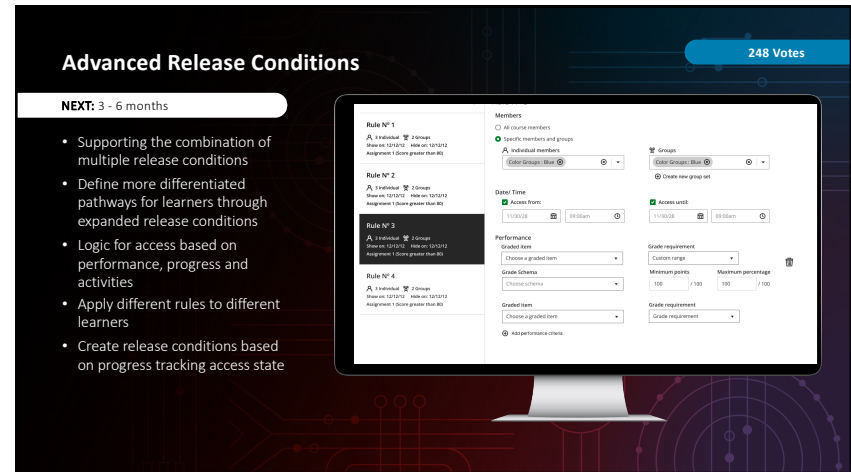 Advanced Release Conditions
248 Votes
NEXT: 3 - 6 months
• Supporting the combination of
multiple release conditions
• Define more differentiated
pathways for learners through
expanded release conditions
• Logic for access based on
performance, progress and
activities
• Apply different rules to different
learners
• Create release conditions based
on progress tracking access state
Rule Nº 1
3 Individual 2 Groups
Show on: 12/12/12 Hide on: 12/12/12
Assignment 1 (Score greater than 80)
Rule Nº 2
3 Individual 2 Groups
Show on: 12/12/12 Hide on: 12/12/12
Assignment 1 (Score greater than 80)
Rule Nº 3
3 Individual 2 Groups
Show on: 12/12/12 Hide on: 12/12/12
Assignment 1 (Score greater than 80)
Rule Nº 4
3 Individual 2 Groups
Show on: 12/12/12 Hide on: 12/12/12
Assignment 1 (Score greater than 80)
Members
All course members
Specific members and groups
Individual members Groups
Color Groups : Blue Color Groups : Blue
Create new group set
Date/ Time
Access from: Access until:
11/30/28 09:00am 11/30/28 09:00am
Performance
Graded item Grade requirement
Choose a graded item Custom range
Grade Schema Minimum points Maximum percentage
Choose schema 100 / 100 100 / 100
Graded item Grade requirement
Choose a graded item Grade requirement
Add performance criteria